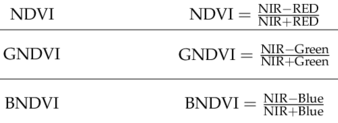 NDVI NDVI = NIR−RED / NIR+RED
GNDVI GNDVI = NIR−Green / NIR+Green
BNDVI BNDVI = NIR−Blue / NIR+Blue